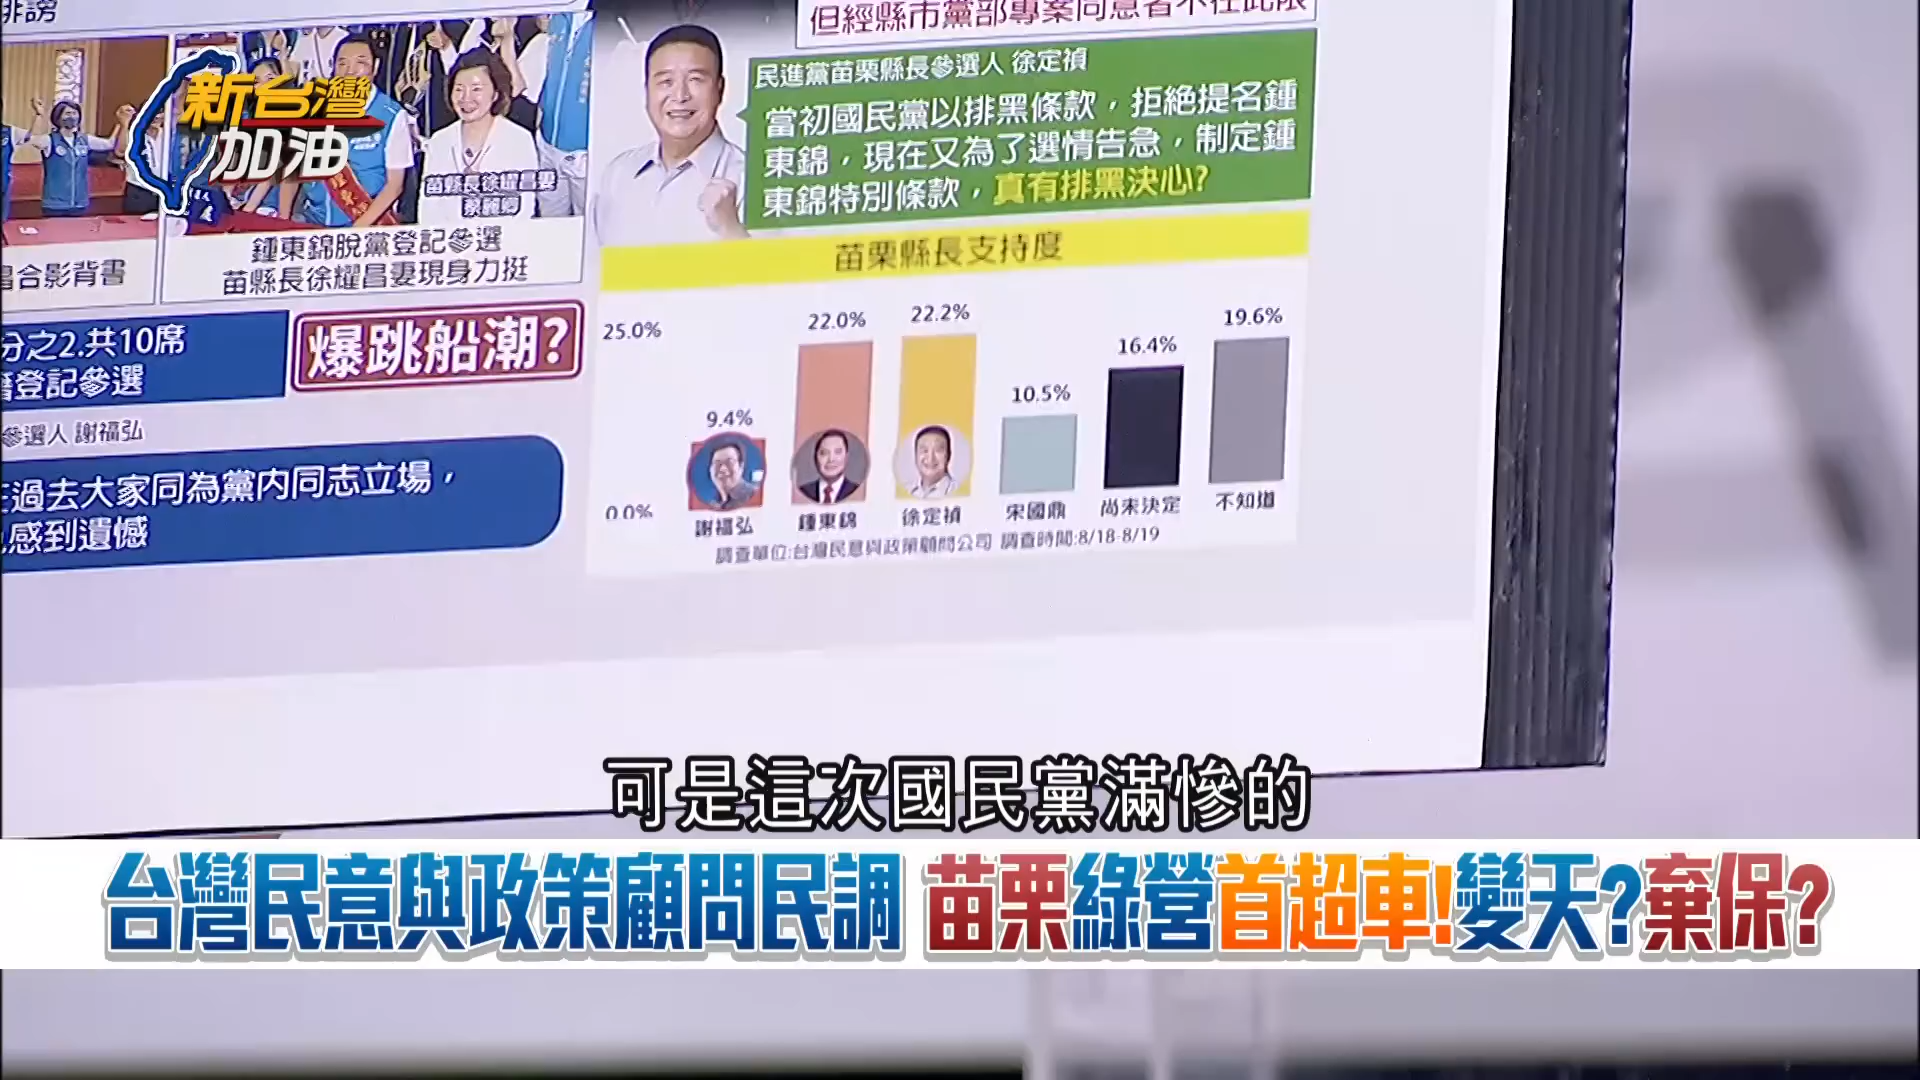 誹謗
新台灣
加油
苗縣長徐耀昌妻
蔡麗卿
昌合影背書
鍾東錦脫黨登記參選
苗縣長徐耀昌妻現身力挺
分之2.共10席
登記參選
爆跳船潮?
參選人 謝福弘
過去大家同為黨內同志立場，
感到遺憾
但經縣市黨部專案同意者不在此限
民進黨苗栗縣長參選人 徐定禎
當初國民黨以排黑條款，拒絕提名鍾
東錦，現在又為了選情告急，制定鍾
東錦特別條款，真有排黑決心?
苗栗縣長支持度
25.0%
0.0%
9.4%
22.0%
22.2%
10.5%
16.4%
19.6%
謝福弘
鍾東錦
徐定禎
宋國鼎
尚未決定
不知道
調查單位:台灣民意與政策顧問公司 調查時間:8/18-8/19
可是這次國民黨滿慘的
台灣民意與政策顧問民調 苗栗綠營首超車!變天?棄保?